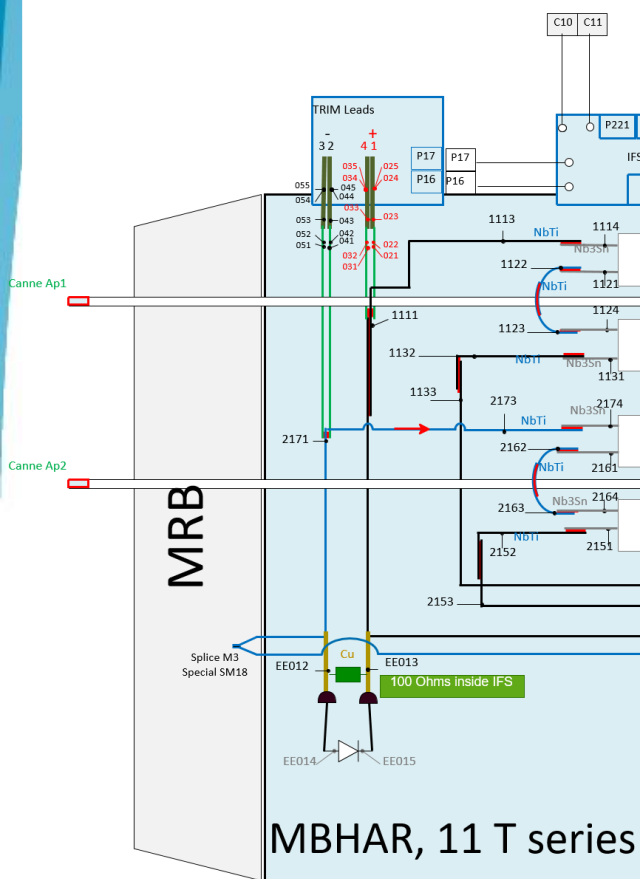 C10 C11
TRIM Leads
- +
3 2 4 1
P17 P17
P16 P16
P221
IFS
035 025
034 024
055 045
054 044
033 023
053 043
052 042
051 041
032 022
031 021
1113
NbTi
1114
Nb3Sn
1122
NbTi
1121
Canne Ap1
1111
1124
1123
1132
NbTi
Nb3Sn
1131
1133
2173
Nb3Sn
2174
NbTi
2171
2162
Canne Ap2
NbTi
2161
Nb3Sn
2164
2163
NbTi
2152
2151
MRB
2153
Splice M3
Special SM18
Cu
EE012
EE013
100 Ohms inside IFS
EE014
EE015
MBHAR, 11 T series